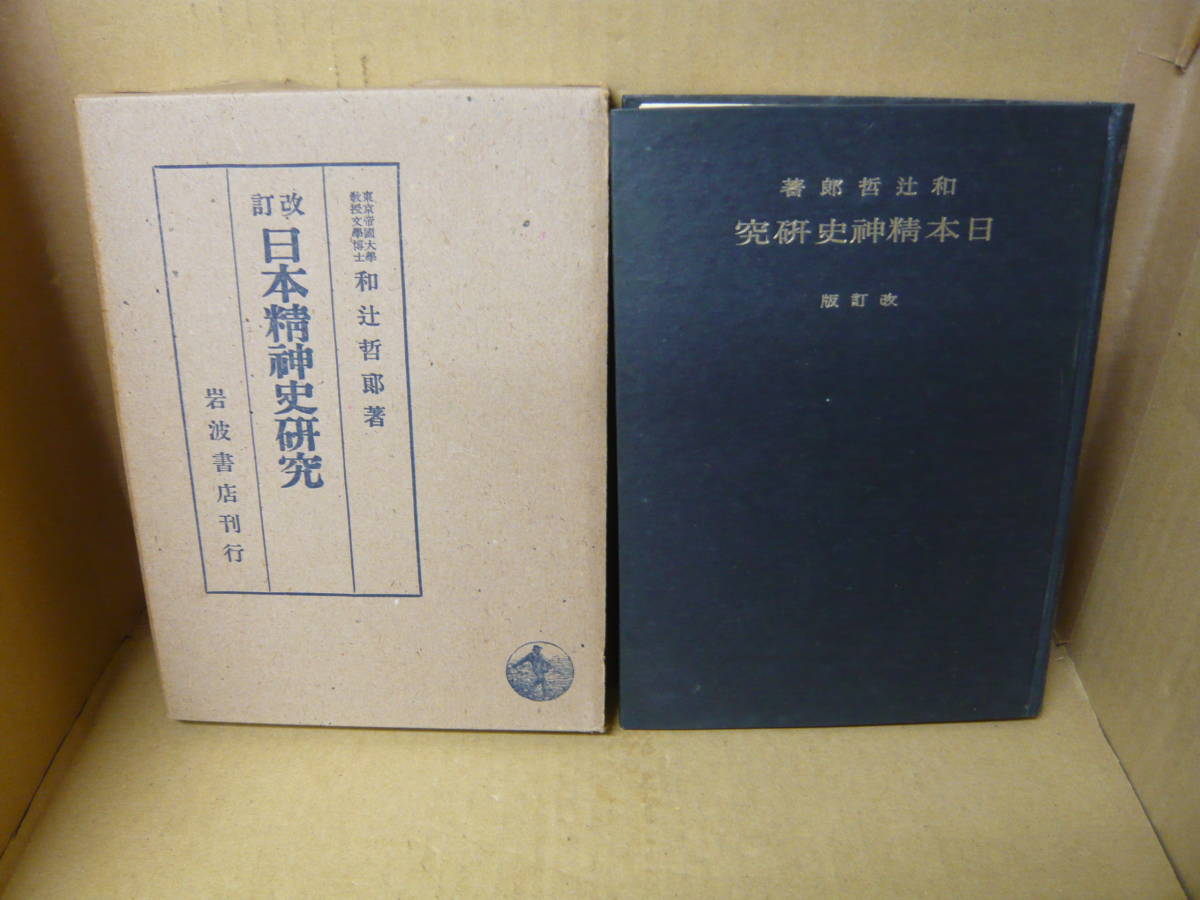 東京帝國大學
教授文學博士
和辻哲郎著
改訂
日本精神史硏究
岩波書店刊行
著郎哲辻和
究硏史神精本日
版訂改